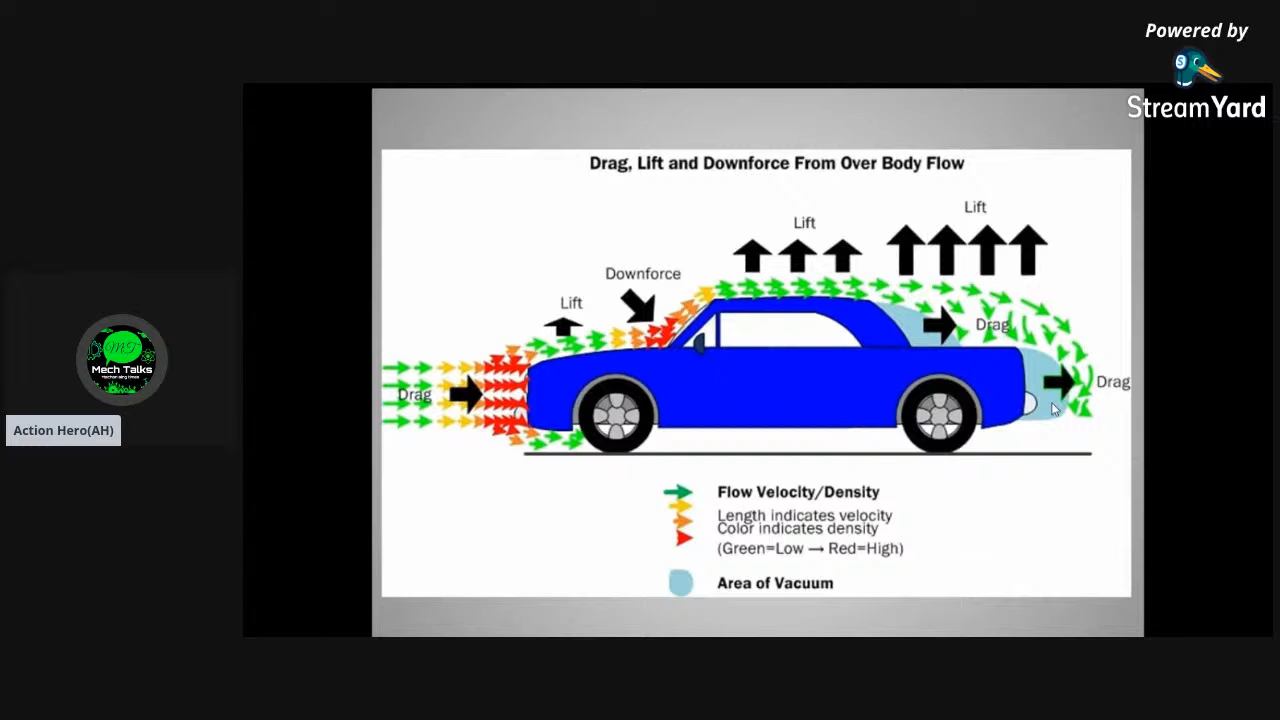 Powered by
StreamYard
Drag, Lift and Downforce From Over Body Flow
Lift
Lift
Downforce
Lift
Drag
Drag
Drag
MT
Mech Talks
Action Hero(AH)
Flow Velocity/Density
Length indicates velocity
Color indicates density
(Green=Low → Red=High)
Area of Vacuum